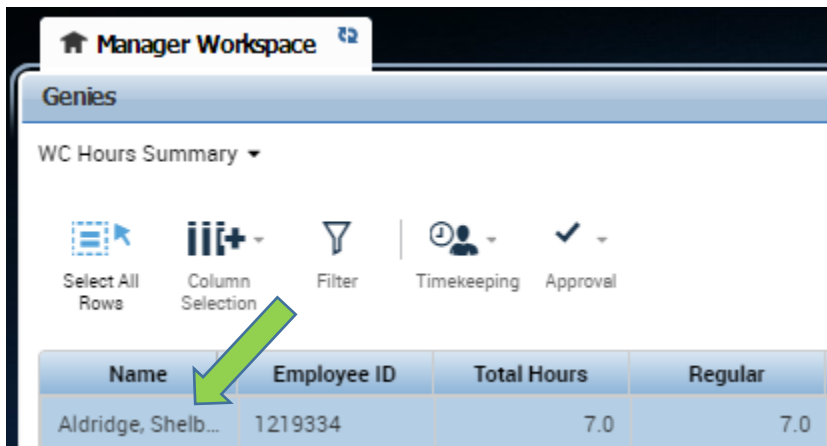 Manager Workspace
Genies
WC Hours Summary
Select All Rows
Column Selection
Filter
Timekeeping
Approval
Name Employee ID Total Hours Regular
Aldridge, Shelb... 1219334 7.0 7.0